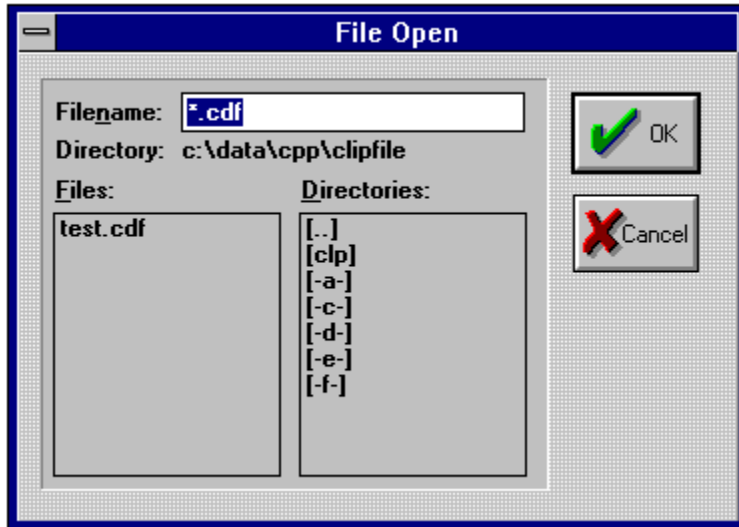 File Open
Filename: *.cdf
OK
Directory: c:\data\cpp\clipfile
Files:
Directories:
test.cdf
[..]
[clp]
[-a-]
[-c-]
[-d-]
[-e-]
[-f-]
Cancel